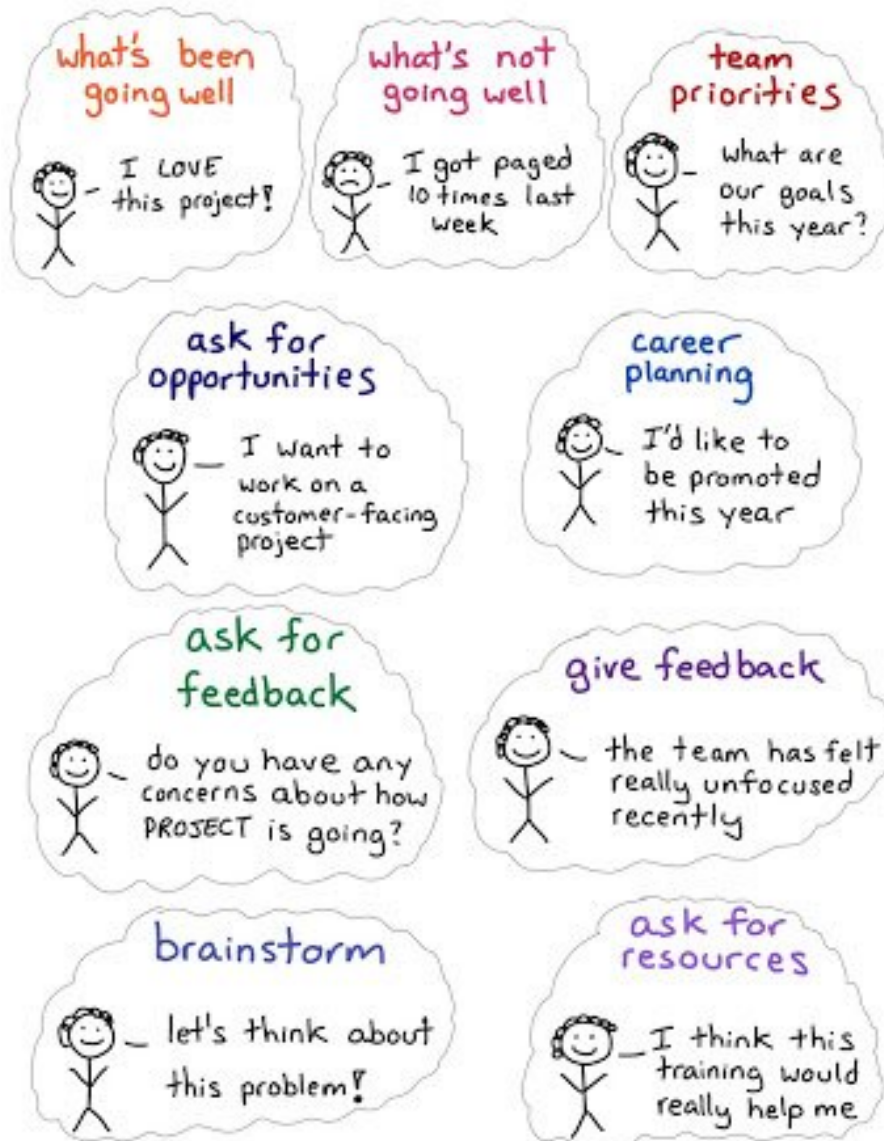 what's been
going well
I LOVE
this project!
what's not
going well
I got paged
10 times last
week
team
priorities
what are
our goals
this year?
ask for
opportunities
I want to
work on a
customer-facing
project
career
planning
I'd like to
be promoted
this year
ask for
feedback
do you have any
concerns about how
PROJECT is going?
give feedback
the team has felt
really unfocused
recently
brainstorm
let's think about
this problem!
ask for
resources
I think this
training would
really help me